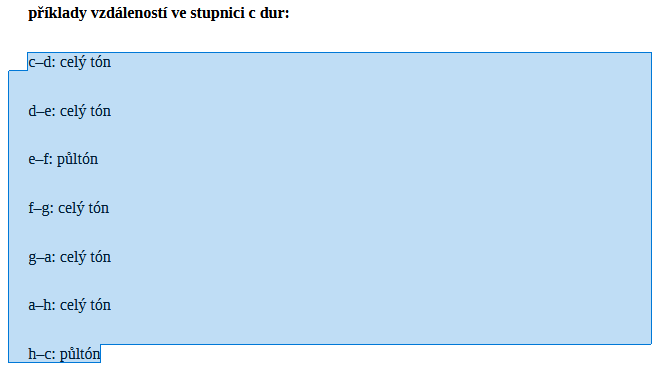 příklady vzdáleností ve stupnici c dur:
c–d: celý tón
d–e: celý tón
e–f: půltón
f–g: celý tón
g–a: celý tón
a–h: celý tón
h–c: půltón